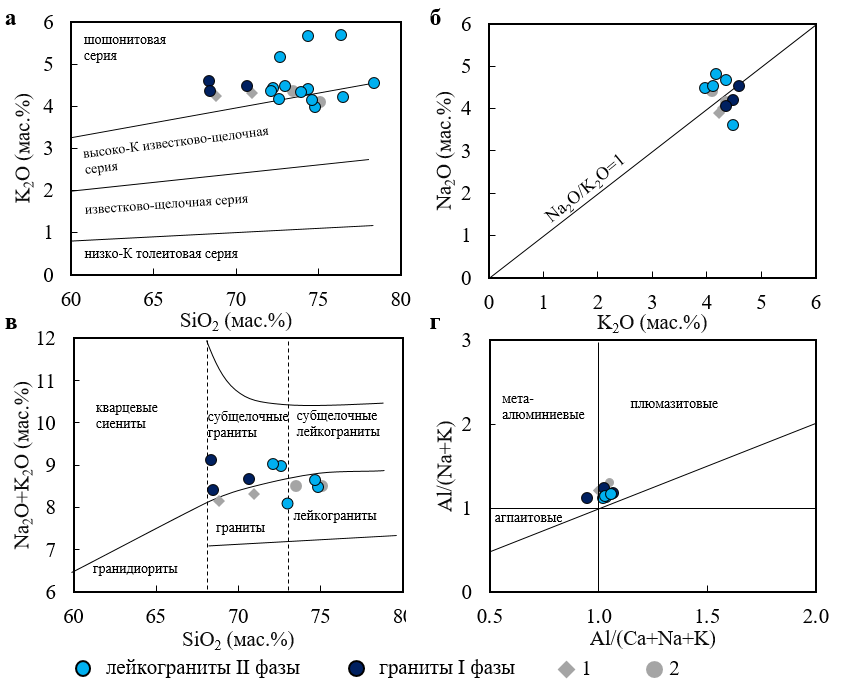 а
6
5
4
3
2
1
0
K2O (мас.%)
шошонитовая
серия
высоко-K известково-щелочная
серия
известково-щелочная серия
низко-K толеитовая серия
60
65
70
75
80
SiO2 (мас.%)
б
6
5
4
3
2
1
0
Na2O (мас.%)
Na2O/K2O=1
0
1
2
3
4
5
6
K2O (мас.%)
в
12
11
10
9
8
7
6
Na2O+K2O (мас.%)
кварцевые
сиениты
субщелочные
граниты
субщелочные
лейкограниты
граниты
лейкограниты
гранидиориты
60
65
70
75
80
SiO2 (мас.%)
г
3
2
1
0
Al/(Na+K)
мета-
алюминиевые
плюмазитовые
агпаитовые
0.5
1.0
1.5
2.0
Al/(Ca+Na+K)
лейкограниты II фазы
граниты I фазы
1
2